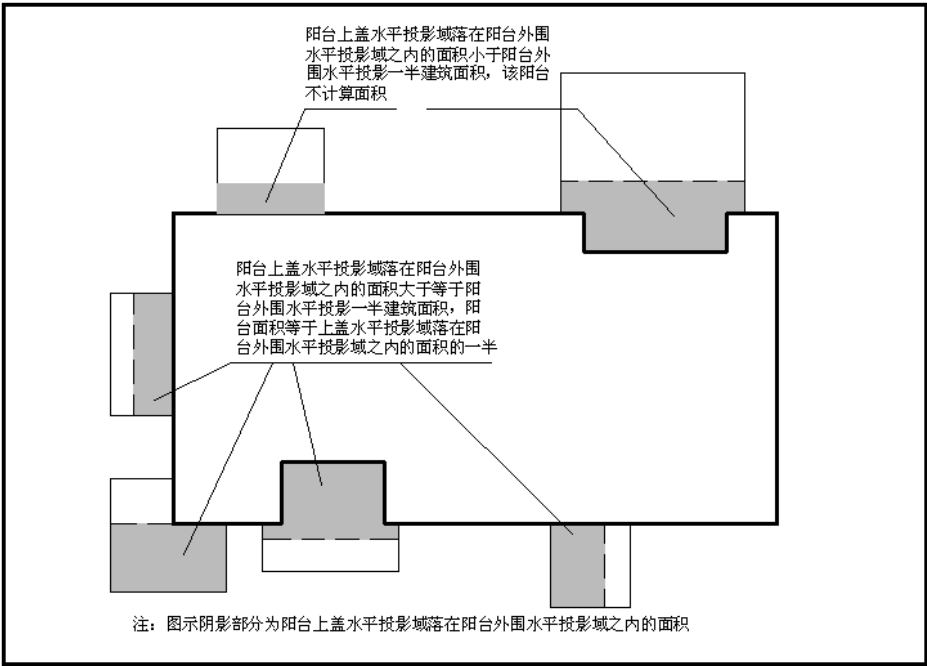 阳台上盖水平投影域落在阳台外围
水平投影域之内的面积小于阳台外
围水平投影一半建筑面积，该阳台
不计算面积
阳台上盖水平投影域落在阳台外围
水平投影域之内的面积大于等于阳
台外围水平投影一半建筑面积，阳
台面积等于上盖水平投影域落在阳
台外围水平投影域之内的面积的一半
注：图示阴影部分为阳台上盖水平投影域落在阳台外围水平投影域之内的面积